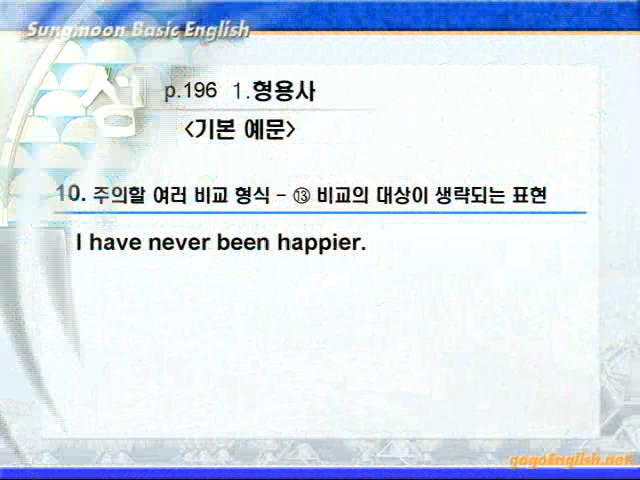 Sungmoon Basic English
p.196 1.형용사
<기본 예문>
10. 주의할 여러 비교 형식 - ⑬ 비교의 대상이 생략되는 표현
I have never been happier.
gogoEnglish.net